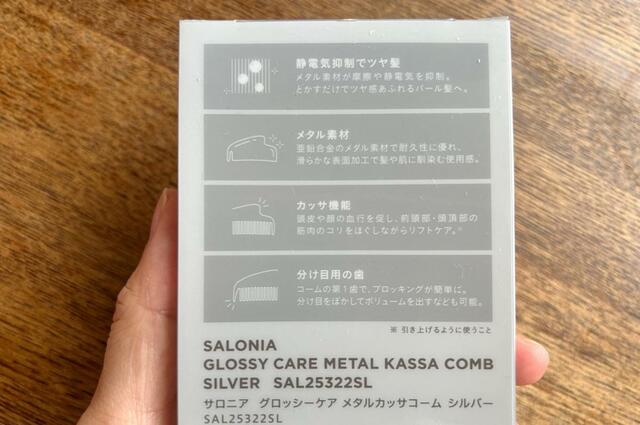 静電気抑制でツヤ髪
メタル素材が摩擦や静電気を抑制。
とかすだけでツヤ感あふれるパール髪へ。
メタル素材
亜鉛合金のメタル素材で耐久性に優れ、
滑らかな表面加工で髪や肌に馴染む使用感。
カッサ機能
頭皮や顔の血行を促し、前頭部・頭頂部の
筋肉のコリをほぐしながらリフトケア。※
分け目用の歯
コームの第1歯で、ブロッキングが簡単に。
分け目をぼかしてボリュームを出すなども可能。
※ 引き上げるように使うこと
SALONIA
GLOSSY CARE METAL KASSA COMB
SILVER SAL25322SL
サロニア グロッシーケア メタルカッサコーム シルバー
SAL25322SL